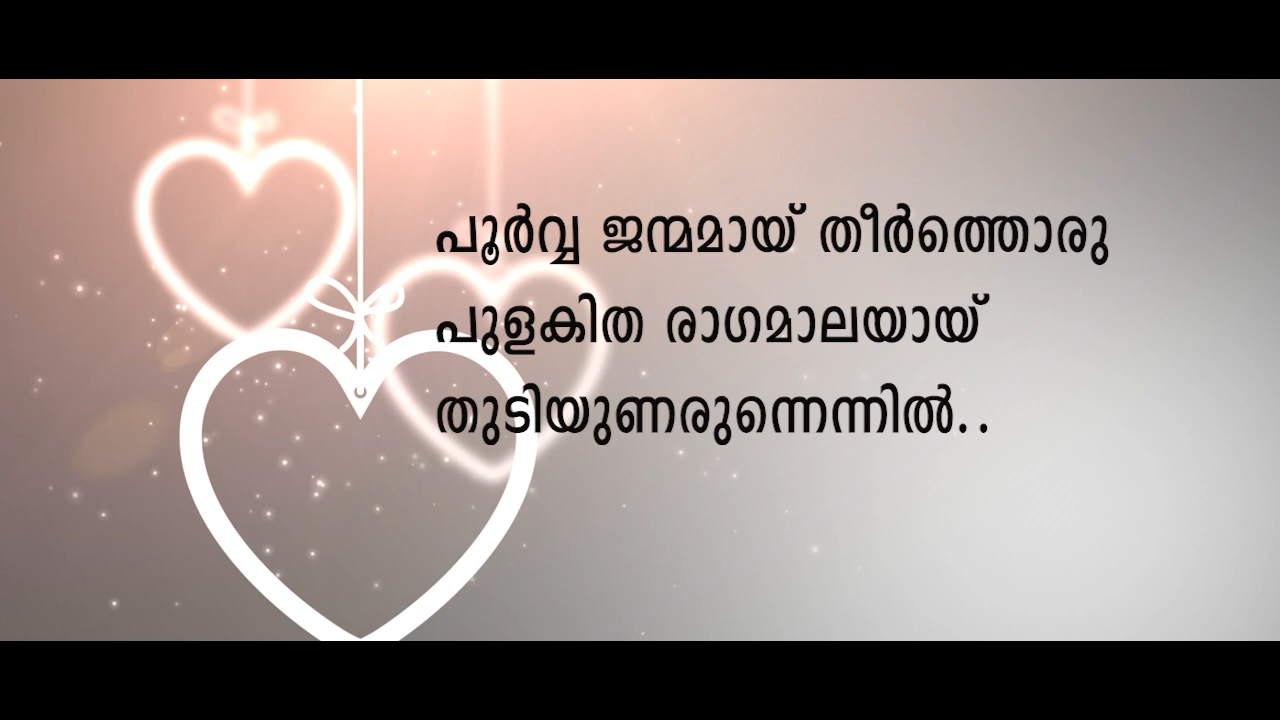 പൂർവ്വ ജന്മമായ് തീർത്തൊരു
പുളകിത രാഗമാലയായ്
തുടിയുണരുന്നെന്നിൽ..